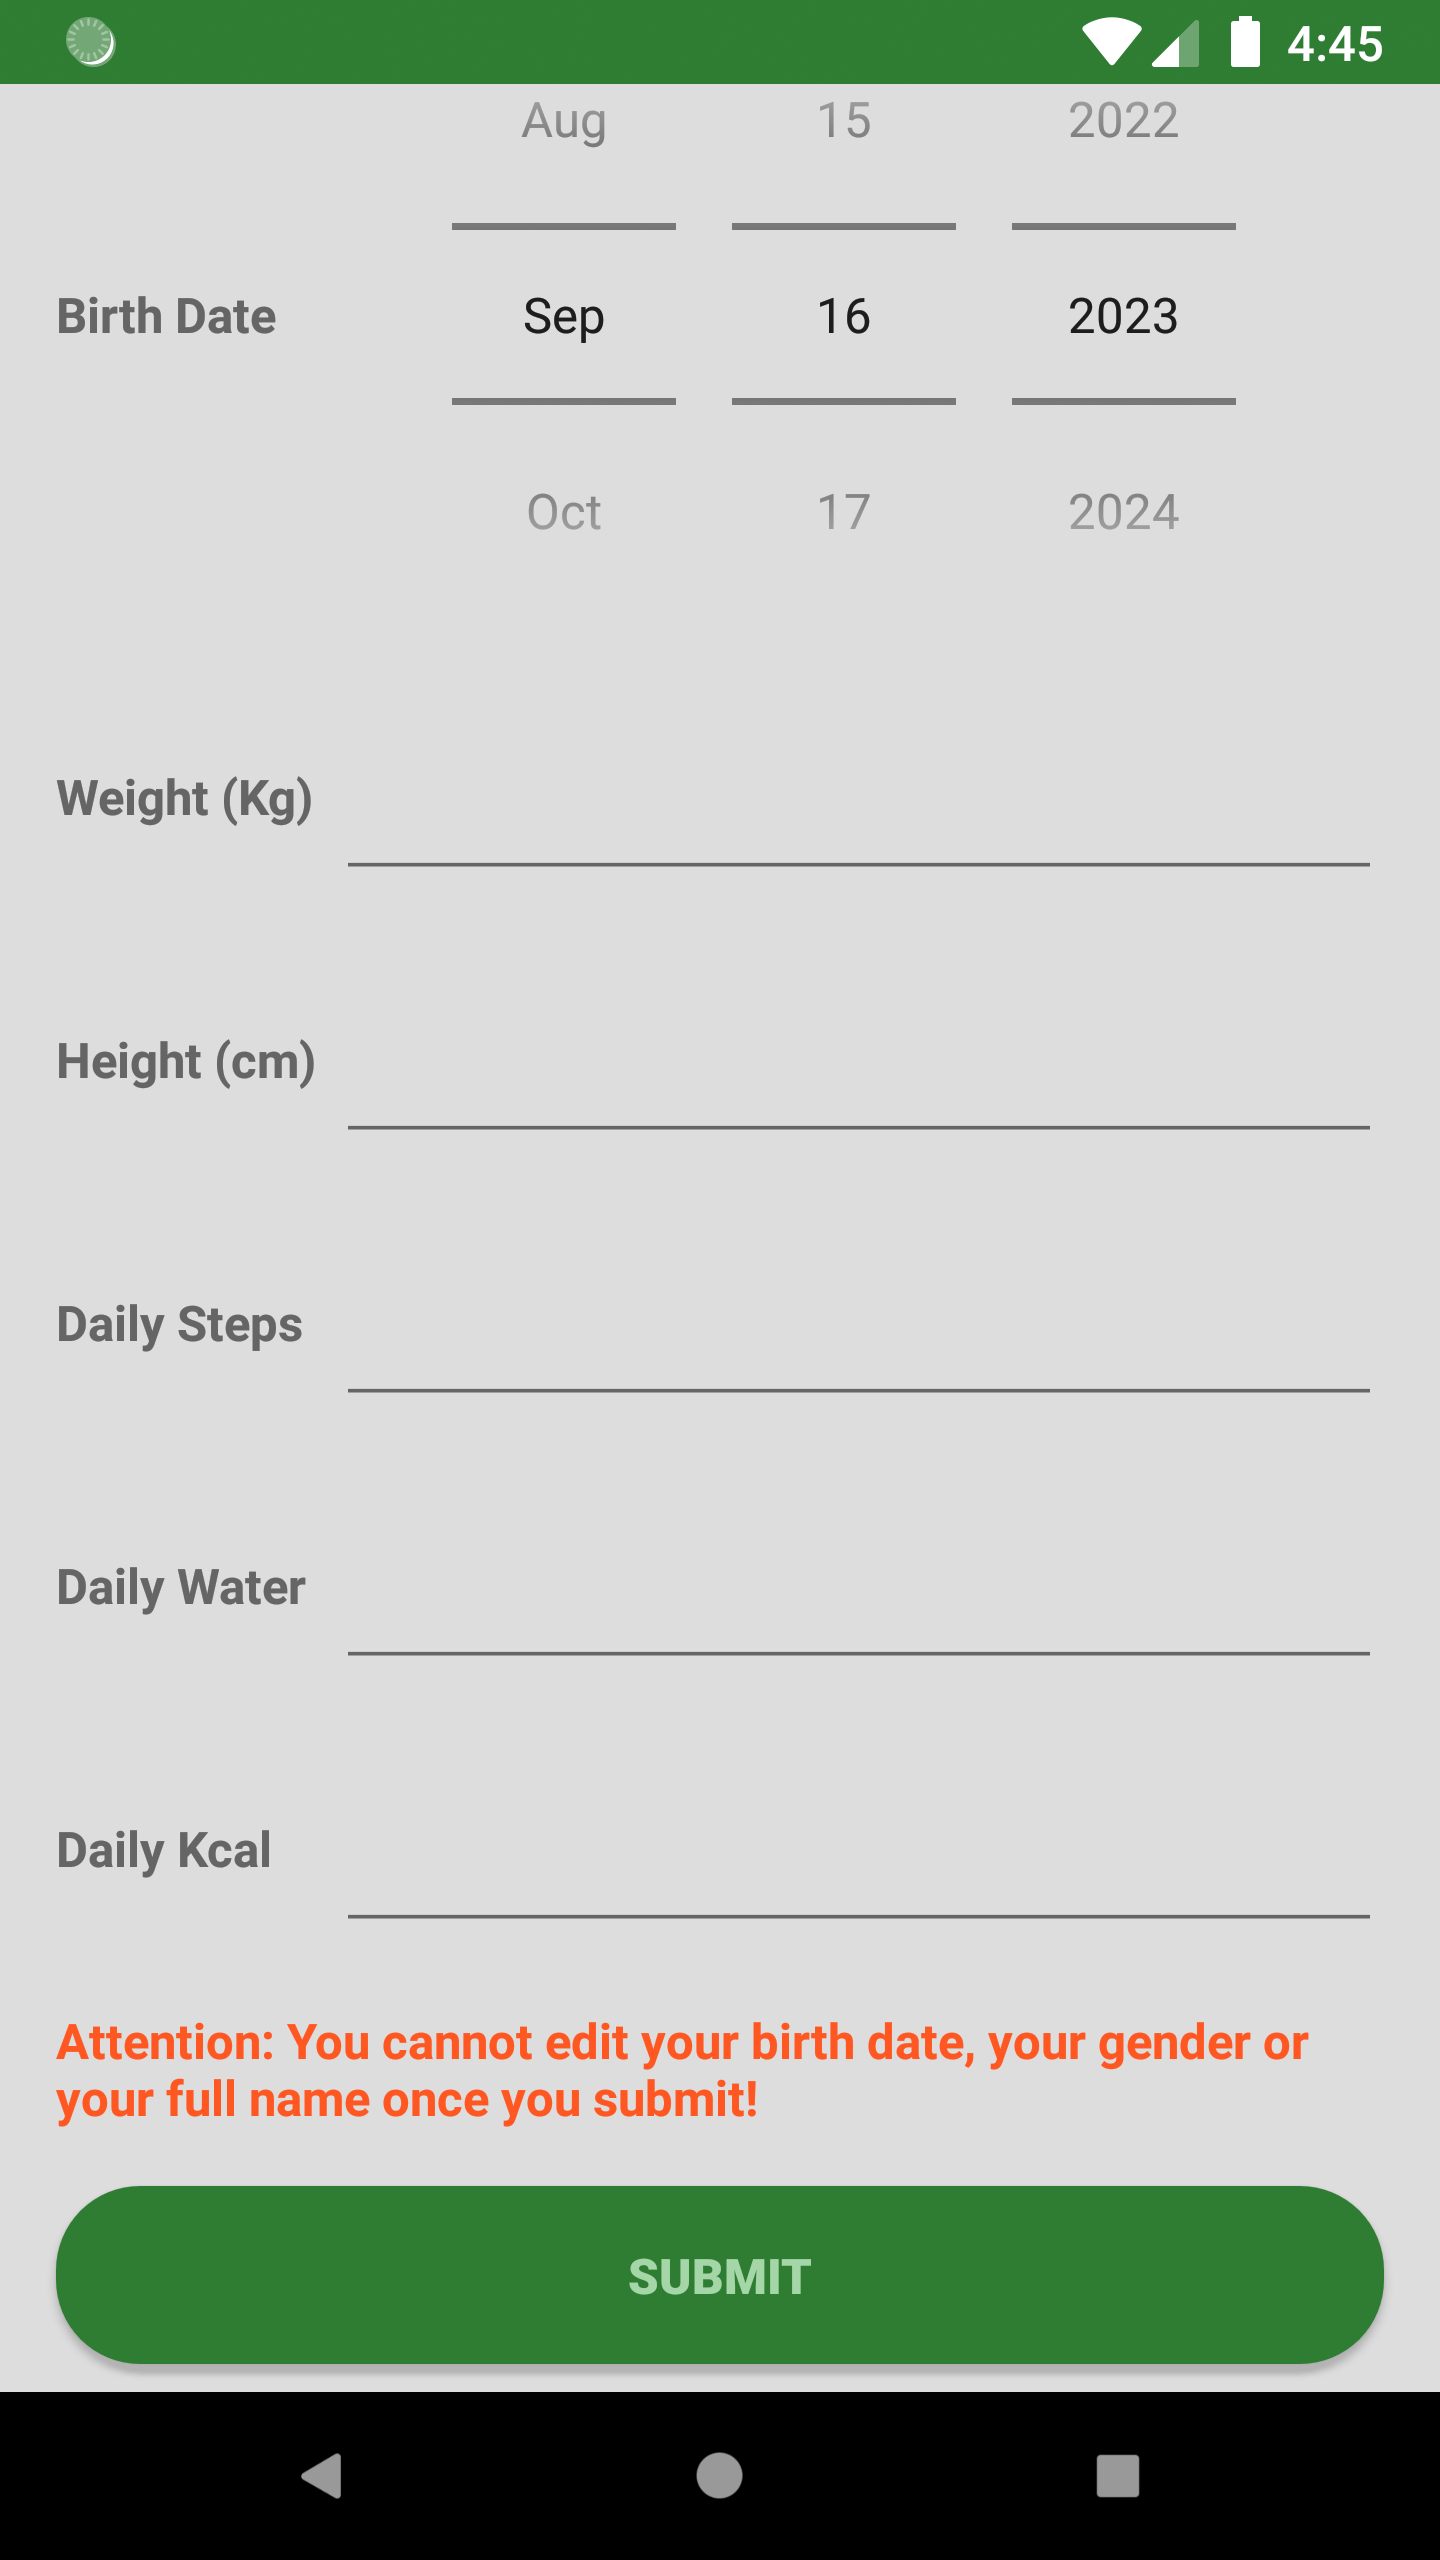 4:45
Aug 15 2022
Birth Date Sep 16 2023
Oct 17 2024
Weight (Kg)
Height (cm)
Daily Steps
Daily Water
Daily Kcal
Attention: You cannot edit your birth date, your gender or
your full name once you submit!
SUBMIT